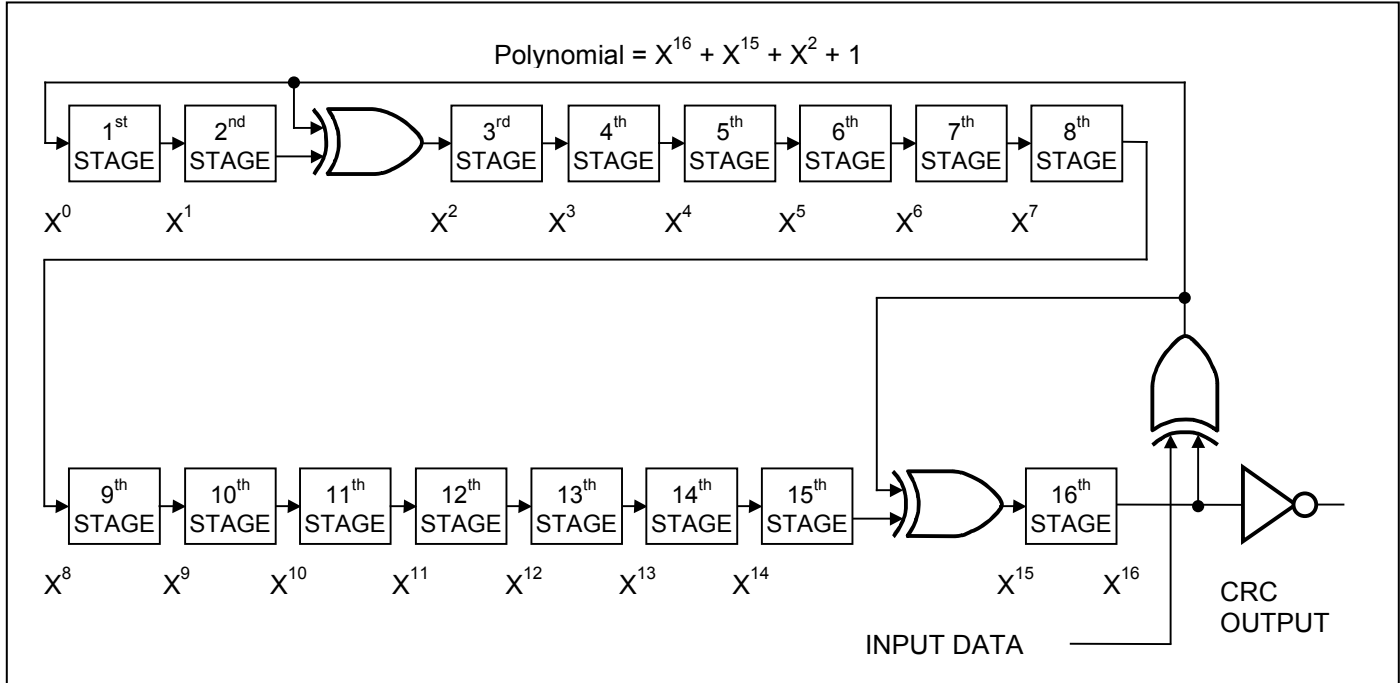 Polynomial = X¹⁶ + X¹⁵ + X² + 1
1ˢᵗ STAGE
2ⁿᵈ STAGE
3ʳᵈ STAGE
4ᵗʰ STAGE
5ᵗʰ STAGE
6ᵗʰ STAGE
7ᵗʰ STAGE
8ᵗʰ STAGE
X⁰ X¹ X² X³ X⁴ X⁵ X⁶ X⁷
9ᵗʰ STAGE
10ᵗʰ STAGE
11ᵗʰ STAGE
12ᵗʰ STAGE
13ᵗʰ STAGE
14ᵗʰ STAGE
15ᵗʰ STAGE
16ᵗʰ STAGE
X⁸ X⁹ X¹⁰ X¹¹ X¹² X¹³ X¹⁴ X¹⁵ X¹⁶
CRC
OUTPUT
INPUT DATA